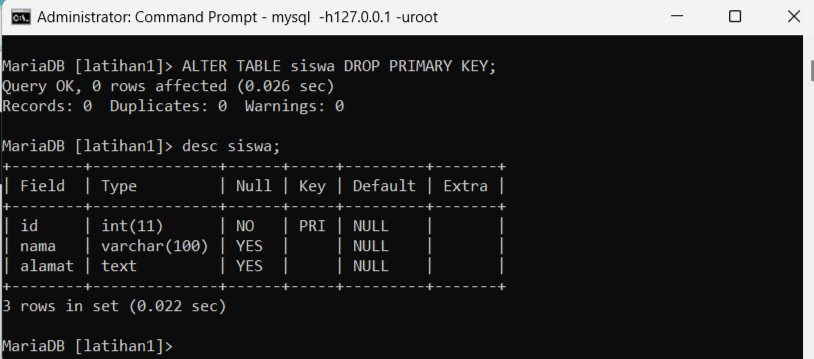 Administrator: Command Prompt - mysql  -h127.0.0.1 -uroot
MariaDB [latihan1]> ALTER TABLE siswa DROP PRIMARY KEY;
Query OK, 0 rows affected (0.026 sec)
Records: 0  Duplicates: 0  Warnings: 0
MariaDB [latihan1]> desc siswa;
+--------+--------------+------+-----+---------+-------+
| Field  | Type         | Null | Key | Default | Extra |
+--------+--------------+------+-----+---------+-------+
| id     | int(11)      | NO   | PRI | NULL    |       |
| nama   | varchar(100) | YES  |     | NULL    |       |
| alamat | text         | YES  |     | NULL    |       |
+--------+--------------+------+-----+---------+-------+
3 rows in set (0.022 sec)
MariaDB [latihan1]>